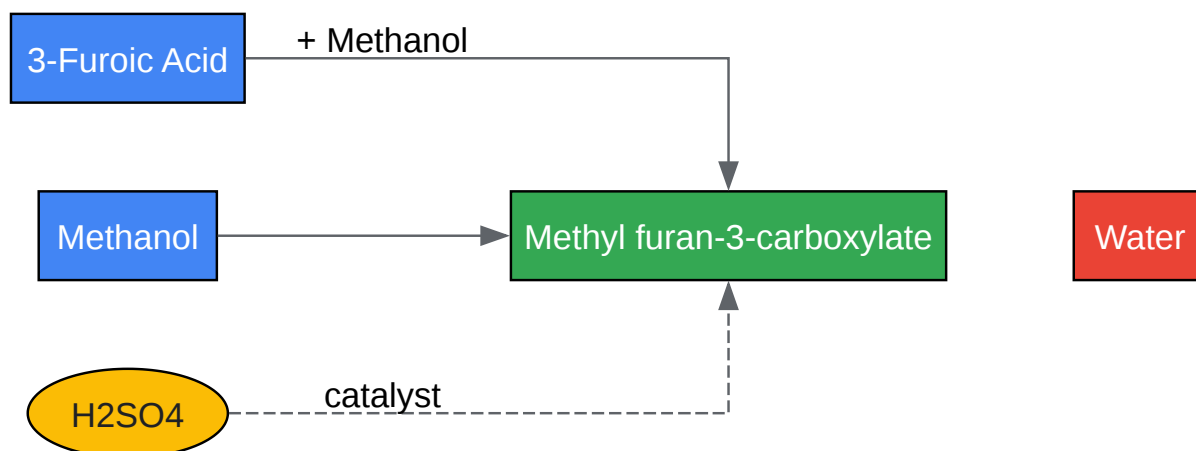 3-Furoic Acid
+ Methanol
Methanol
Methyl furan-3-carboxylate
Water
H2SO4
catalyst